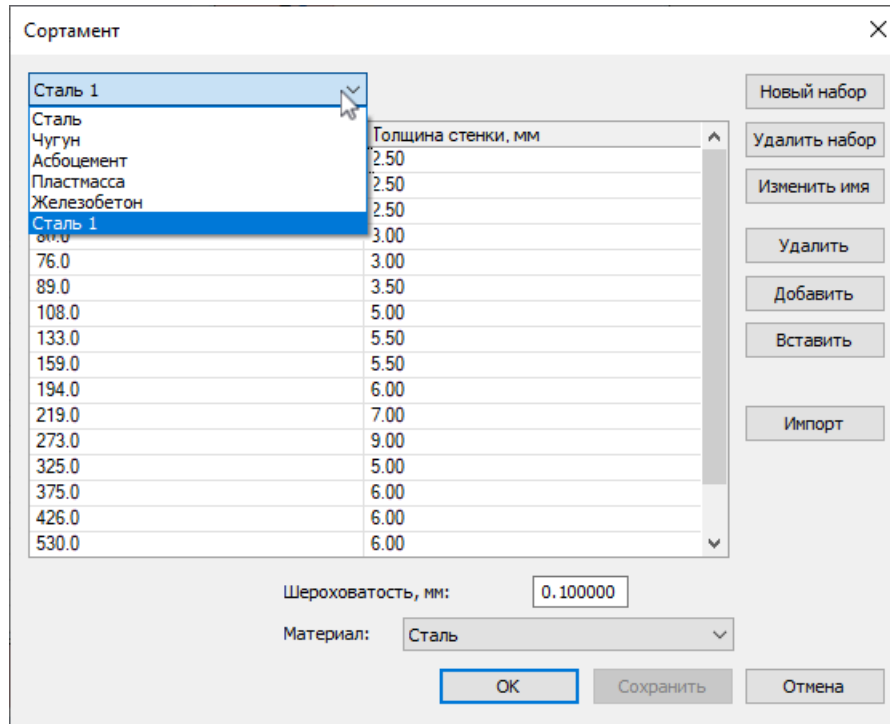 Сортамент
Сталь 1
Новый набор
Сталь
Чугун
Асбоцемент
Пластмасса
Железобетон
Сталь 1
Толщина стенки, мм
Удалить набор
2.50
2.50
Изменить имя
2.50
3.00
Удалить
76.0 3.00
89.0 3.50
Добавить
108.0 5.00
133.0 5.50
Вставить
159.0 5.50
194.0 6.00
219.0 7.00
Импорт
273.0 9.00
325.0 5.00
375.0 6.00
426.0 6.00
530.0 6.00
Шероховатость, мм: 0.100000
Материал: Сталь
ОК Сохранить Отмена